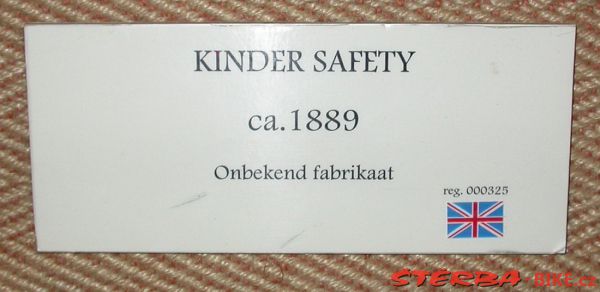 KINDER SAFETY
ca.1889
Onbekend fabrikaat
reg. 000325
STERBA-BIKE.cz